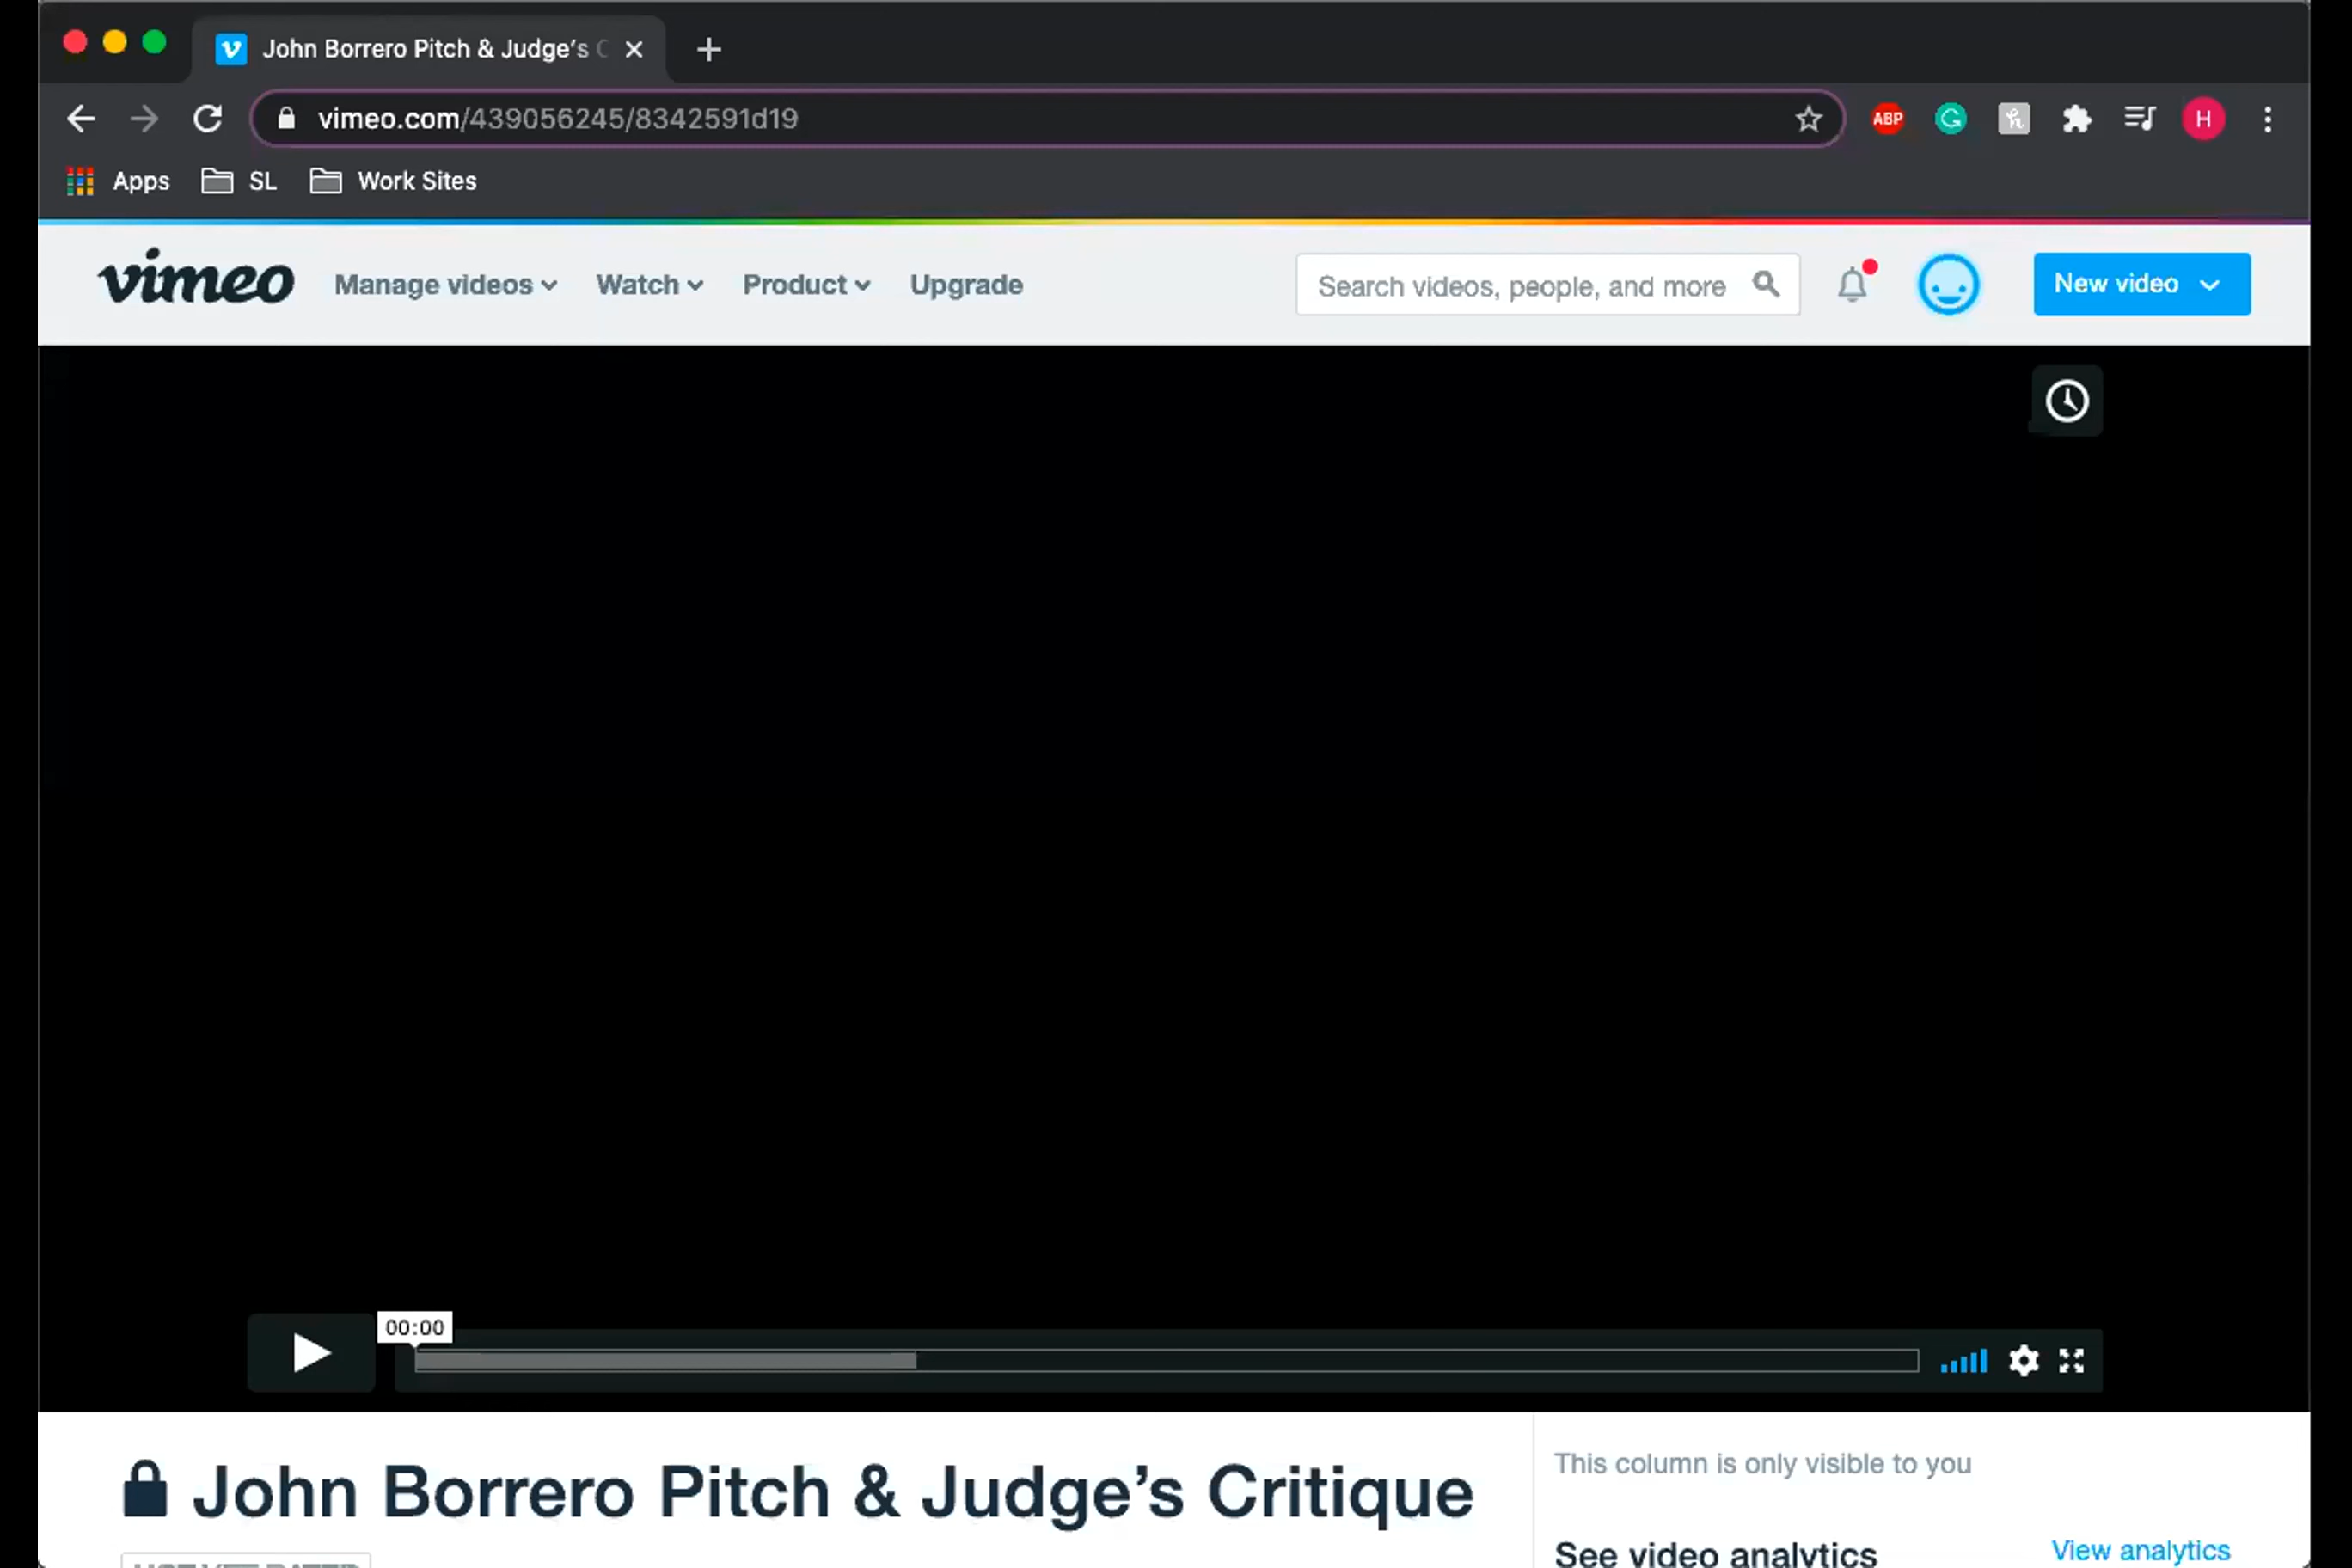 John Borrero Pitch & Judge's
vimeo.com/439056245/8342591d19
ABP
H
Apps SL Work Sites
vimeo Manage videos Watch Product Upgrade Search videos, people, and more New video
00:00
John Borrero Pitch & Judge's Critique
This column is only visible to you
See video analytics View analytics